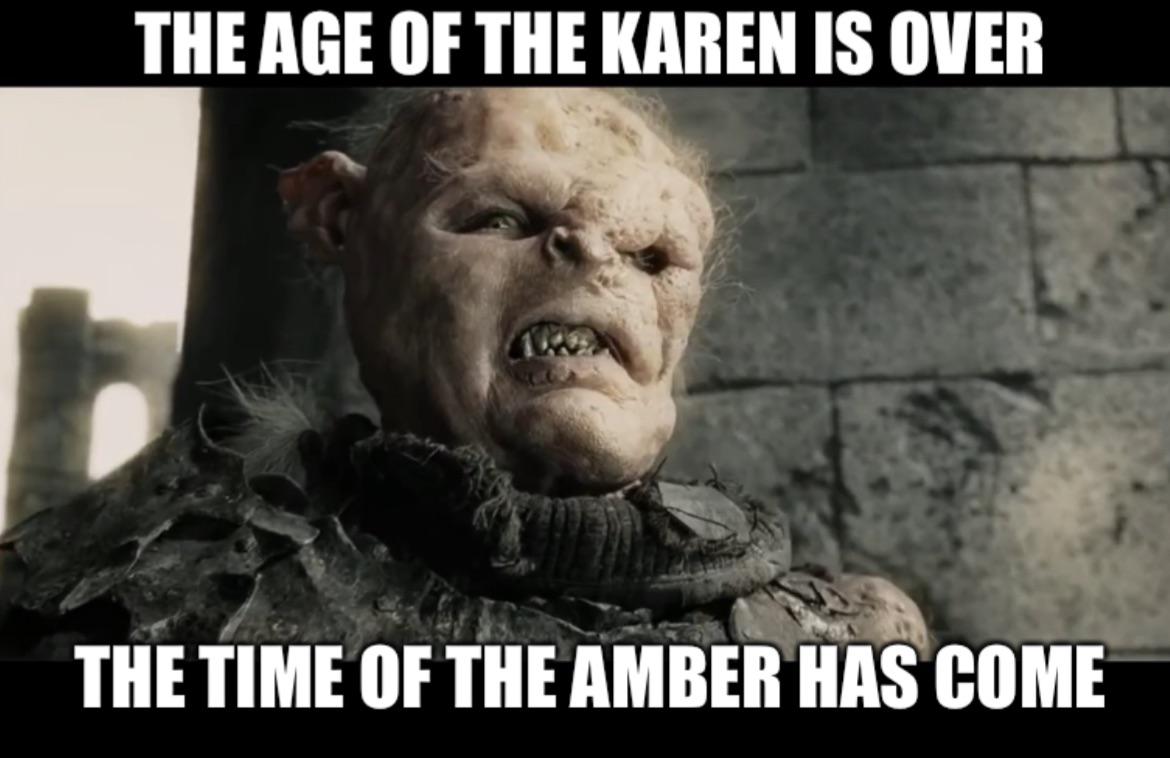 THE AGE OF THE KAREN IS OVER
THE TIME OF THE AMBER HAS COME